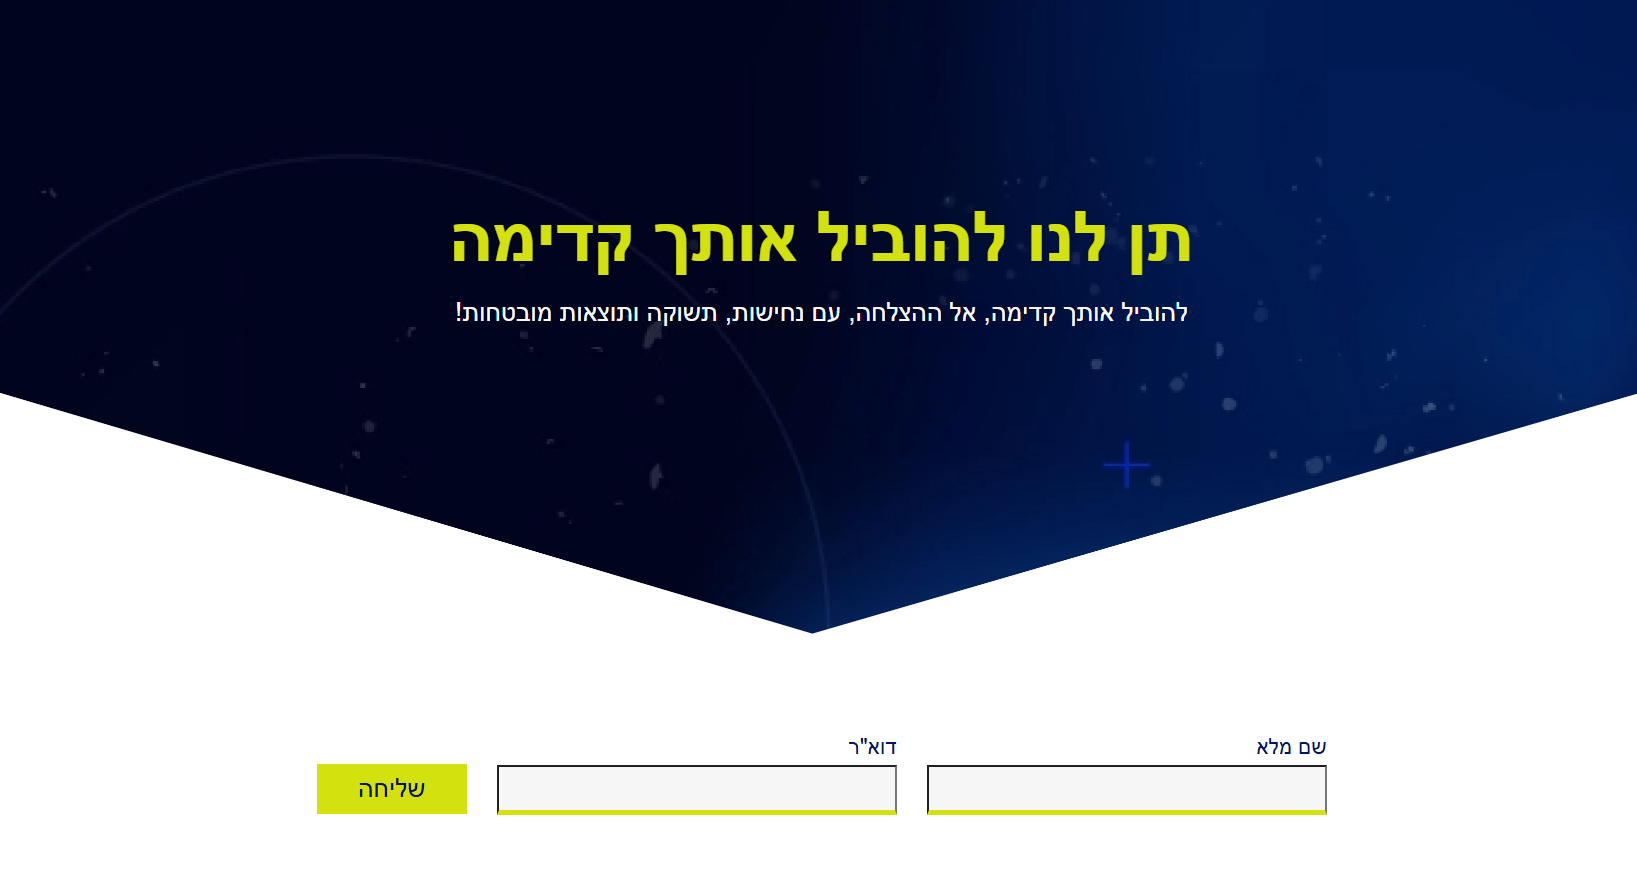 תן לנו להוביל אותך קדימה
להוביל אותך קדימה, אל ההצלחה, עם נחישות, תשוקה ותוצאות מובטחות!
שם מלא
דוא"ר
שליחה